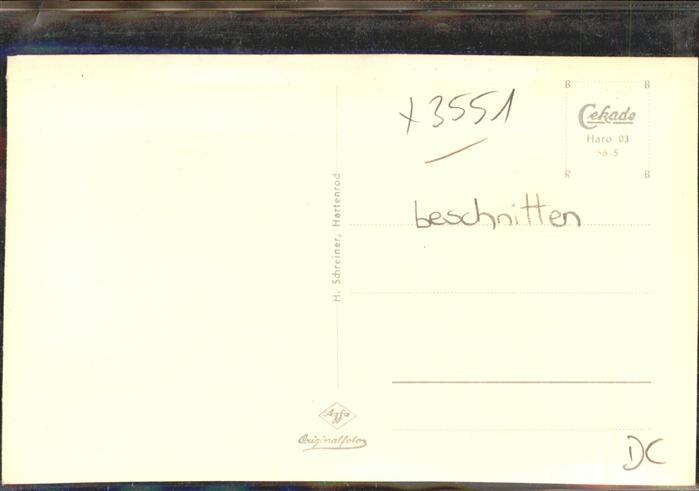 x3551
B B
Cekade
Haro 03
56-5
R B
beschnitten
H. Schreiner, Hartenrod
Agfa
Originalfoto
DC